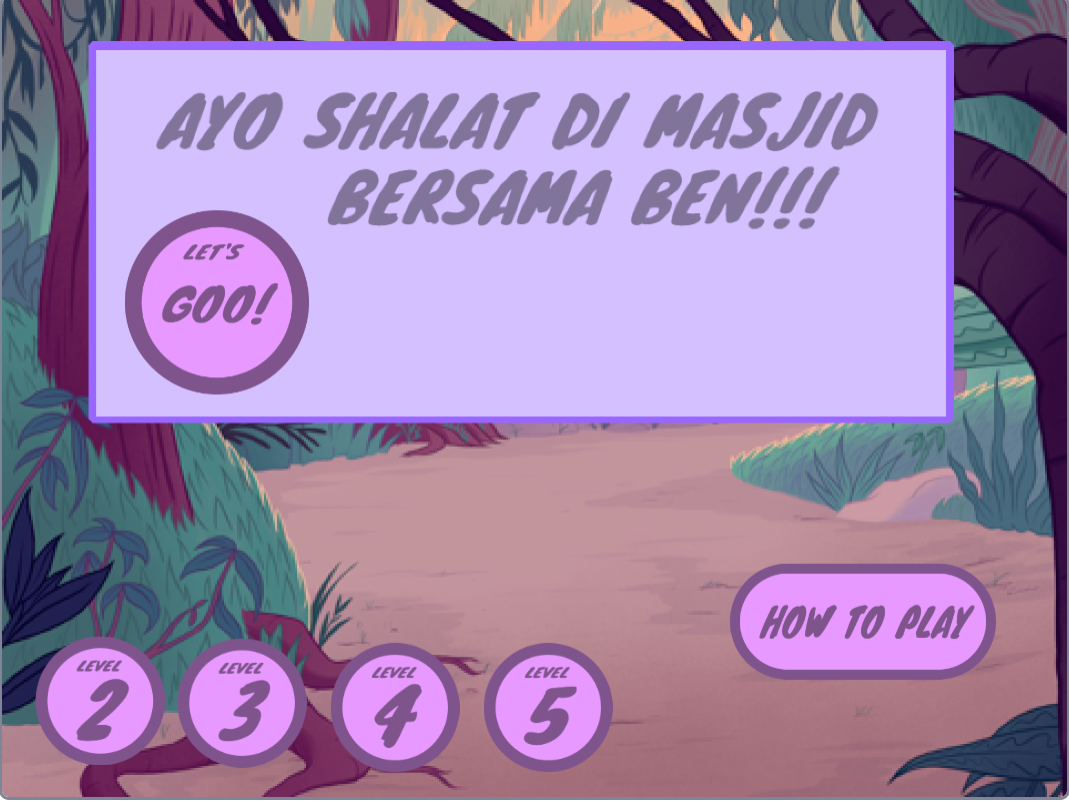 AYO SHALAT DI MASJID
BERSAMA BEN!!!
LET'S
GOO!
HOW TO PLAY
LEVEL
2
LEVEL
3
LEVEL
4
LEVEL
5